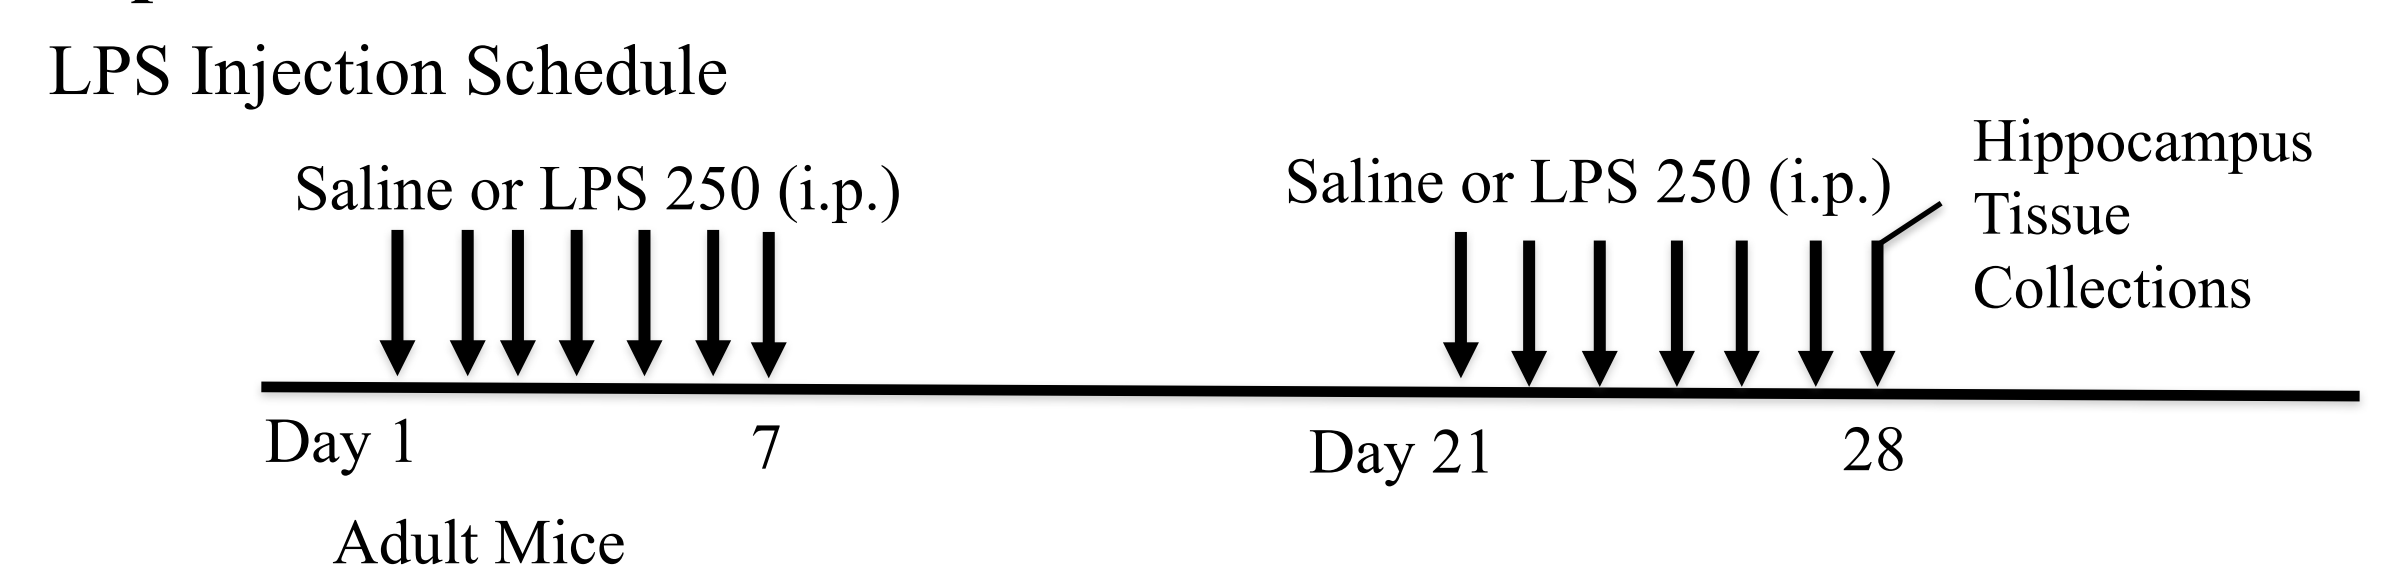 LPS Injection Schedule
Saline or LPS 250 (i.p.)
Saline or LPS 250 (i.p.)
Hippocampus
Tissue
Collections
Day 1
7
Day 21
28
Adult Mice